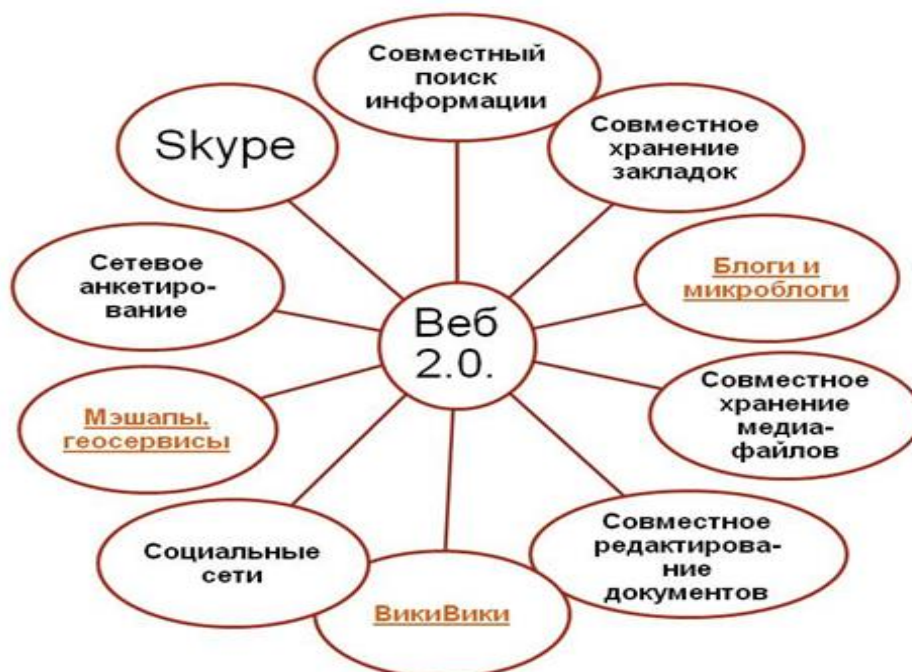 Совместный
поиск
информации
Совместное
хранение
закладок
Блоги и
микроблоги
Совместное
хранение
медиа-
файлов
Совместное
редактирова-
ние
документов
ВикиВики
Социальные
сети
Мэшапы,
геосервисы
Сетевое
анкетиро-
вание
Skype
Веб
2.0.